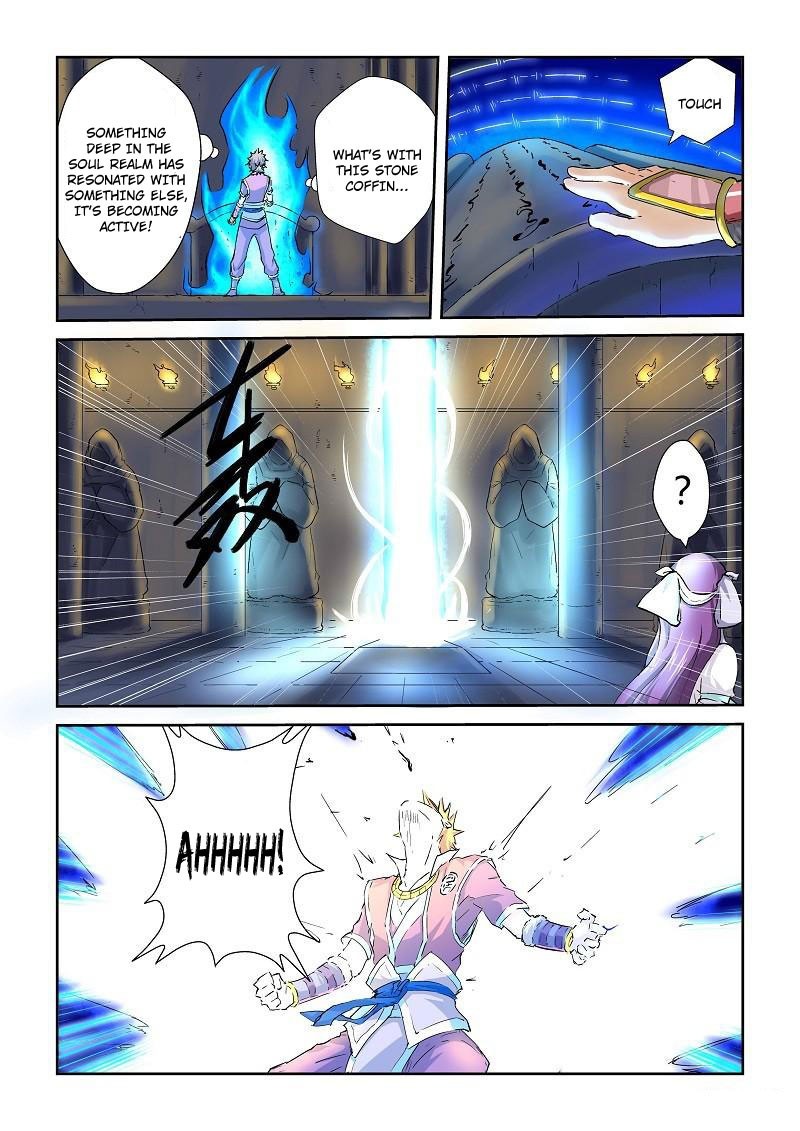 WHAT'S WITH
THIS STONE
COFFIN...
SOMETHING
DEEP IN THE
SOUL REALM HAS
RESONATED WITH
SOMETHING ELSE,
IT'S BECOMING
ACTIVE!
TOUCH
轰
?
AHHHHH!